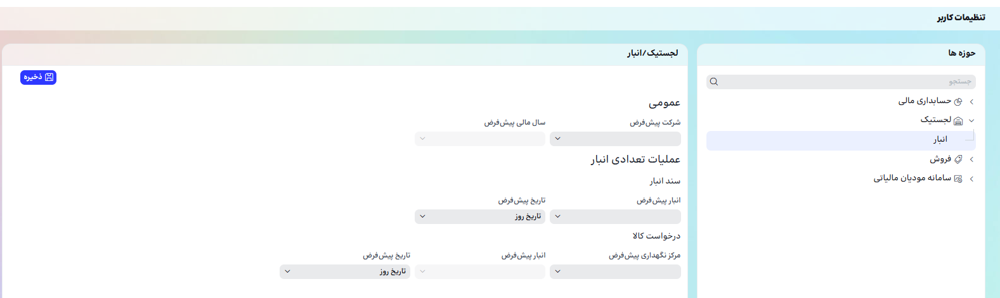 تنظیمات کاربر
حوزه ها
جستجو
حسابداری مالی
لجستیک
انبار
فروش
سامانه مودیان مالیاتی
لجستیک/انبار
ذخیره
عمومی
شرکت پیش‌فرض سال مالی پیش‌فرض
عملیات تعدادی انبار
سند انبار
انبار پیش‌فرض تاریخ پیش‌فرض
تاریخ روز
درخواست کالا
مرکز نگهداری پیش‌فرض انبار پیش‌فرض تاریخ پیش‌فرض
تاریخ روز